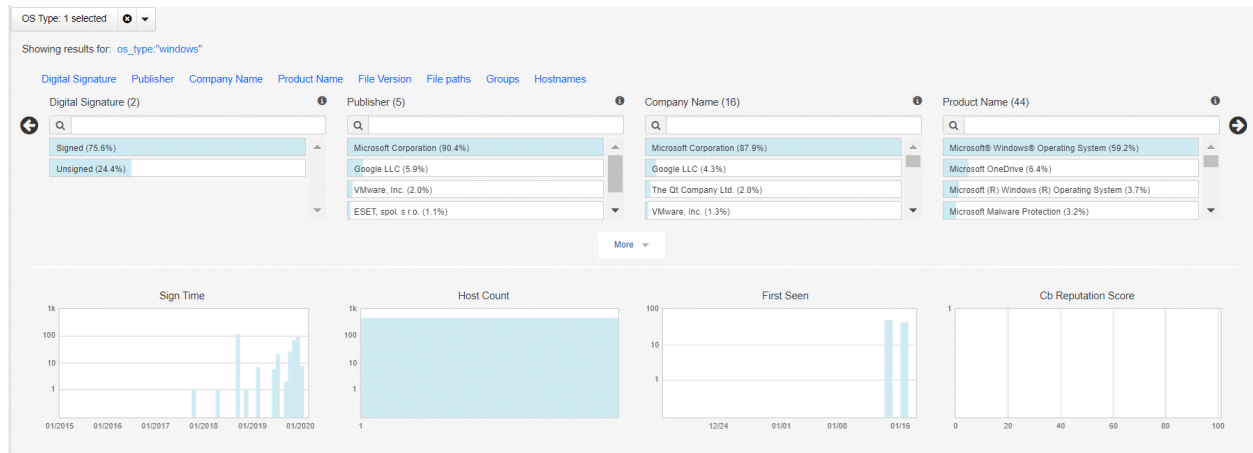 OS Type: 1 selected
Showing results for: os_type:"windows"
Digital Signature Publisher Company Name Product Name File Version File paths Groups Hostnames
Digital Signature (2)
Signed (75.6%)
Unsigned (24.4%)
Publisher (5)
Microsoft Corporation (90.4%)
Google LLC (5.9%)
VMware, Inc. (2.0%)
ESET, spol. s r.o. (1.1%)
Company Name (16)
Microsoft Corporation (87.9%)
Google LLC (4.3%)
The Qt Company Ltd. (2.0%)
VMware, Inc. (1.3%)
Product Name (44)
Microsoft® Windows® Operating System (59.2%)
Microsoft OneDrive (6.4%)
Microsoft (R) Windows (R) Operating System (3.7%)
Microsoft Malware Protection (3.2%)
More
Sign Time
1k
100
10
1
01/2015 01/2016 01/2017 01/2018 01/2019 01/2020
Host Count
1k
100
10
1
1
First Seen
100
10
1
12/24 01/01 01/08 01/16
Cb Reputation Score
1
0 20 40 60 80 100